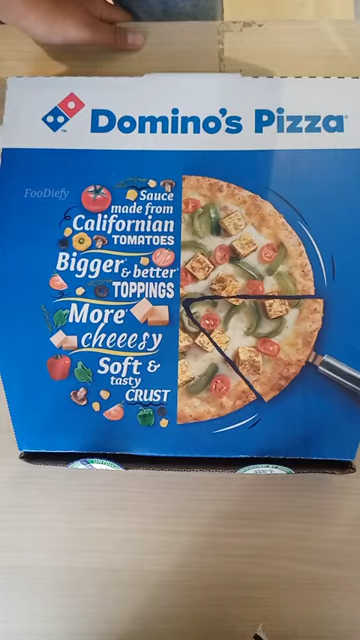 Domino's Pizza
FooDiefy
Sauce
made from
Californian
TOMATOES
Bigger
& better
TOPPINGS
More
cheeesy
Soft &
tasty
CRUST